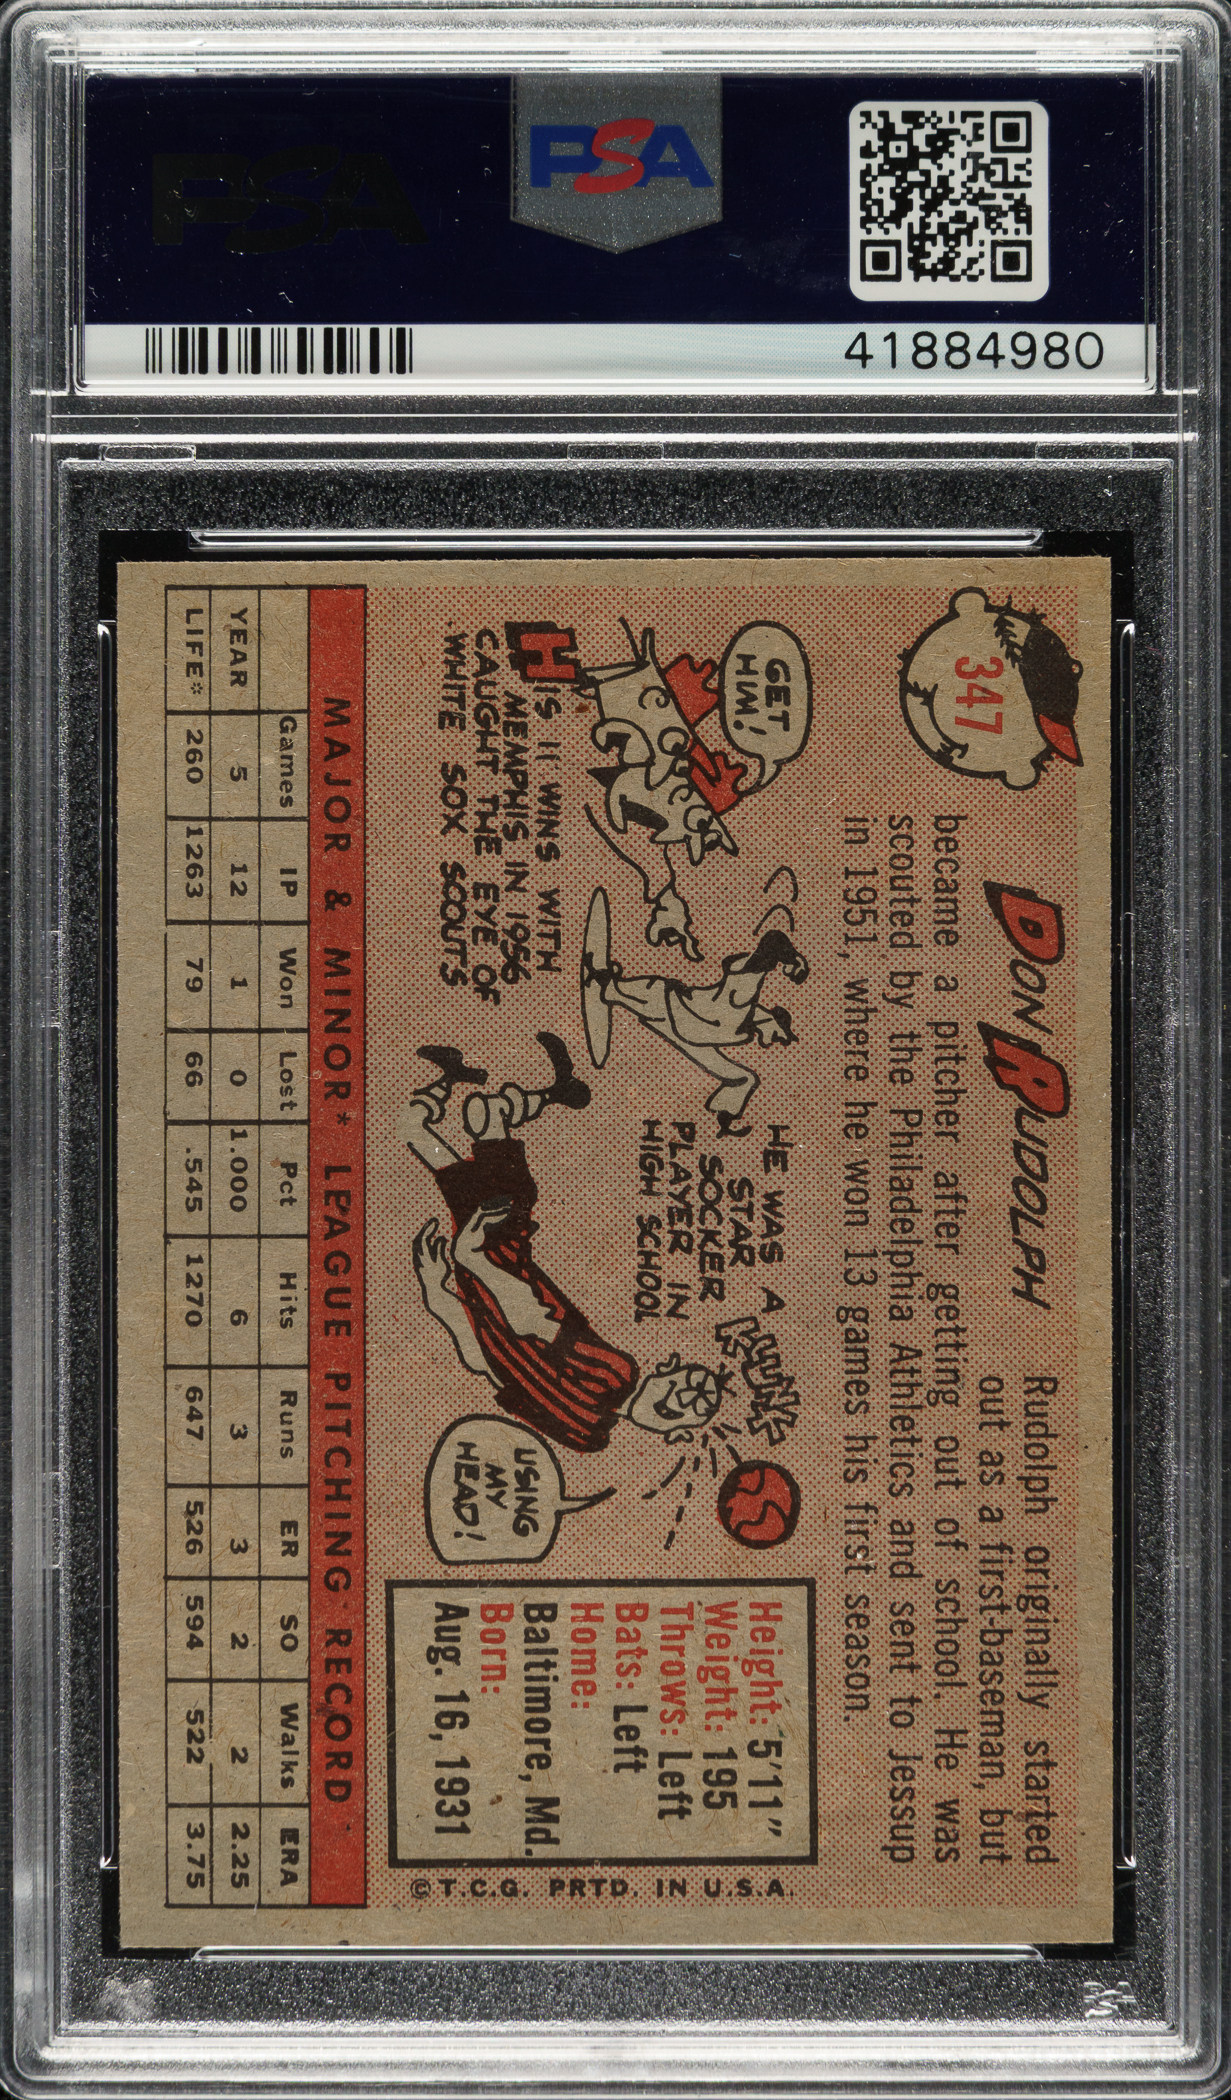 PSA
PSA
41884980
347
DON RUDOLPH
Rudolph originally started
out as a first-baseman, but
became a pitcher after getting out of school. He was
scouted by the Philadelphia Athletics and sent to Jessup
in 1951, where he won 13 games his first season.
GET
HIM!
HIS 11 WINS WITH
MEMPHIS IN 1956
CAUGHT THE EYE OF
WHITE SOX SCOUTS
HE WAS A
STAR
SOCKER
PLAYER IN
HIGH SCHOOL
KLUNK
USING
MY
HEAD!
Height: 5'11"
Weight: 195
Throws: Left
Bats: Left
Home:
Baltimore, Md.
Born:
Aug. 16, 1931
© T.C.G. PRTD. IN U.S.A.
MAJOR & MINOR* LEAGUE PITCHING RECORD
Games IP Won Lost Pct Hits Runs ER SO Walks ERA
YEAR 5 12 1 0 1.000 6 3 3 2 2 2.25
LIFE* 260 1263 79 66 .545 1270 647 526 594 522 3.75
PSA